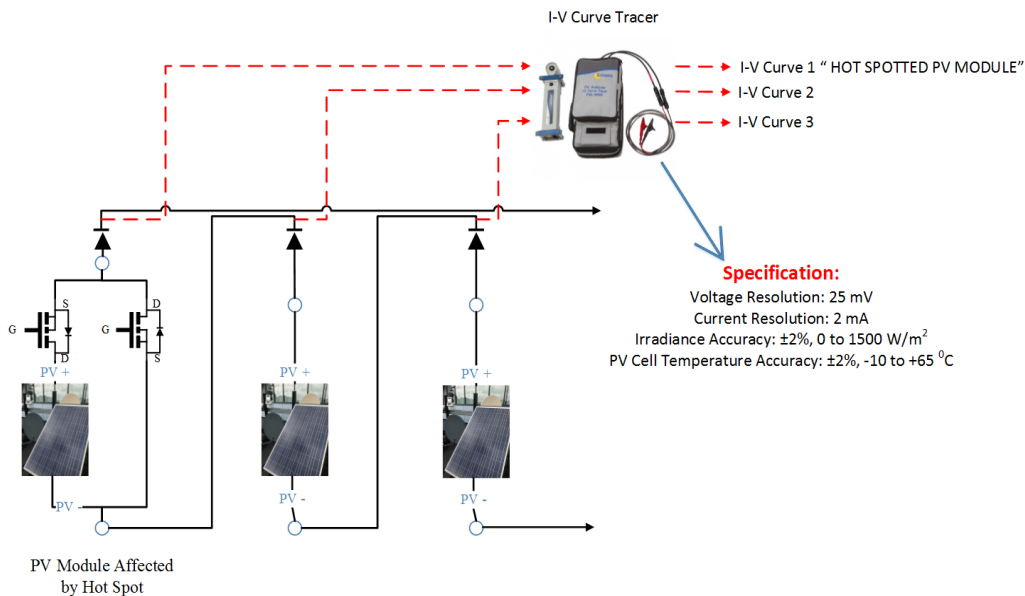 I-V Curve Tracer
I-V Curve 1 “ HOT SPOTTED PV MODULE”
I-V Curve 2
I-V Curve 3
Specification:
Voltage Resolution: 25 mV
Current Resolution: 2 mA
Irradiance Accuracy: ±2%, 0 to 1500 W/m²
PV Cell Temperature Accuracy: ±2%, -10 to +65 ⁰C
S
D
G
G
D
S
PV +
PV +
PV +
PV -
PV -
PV -
PV Module Affected
by Hot Spot